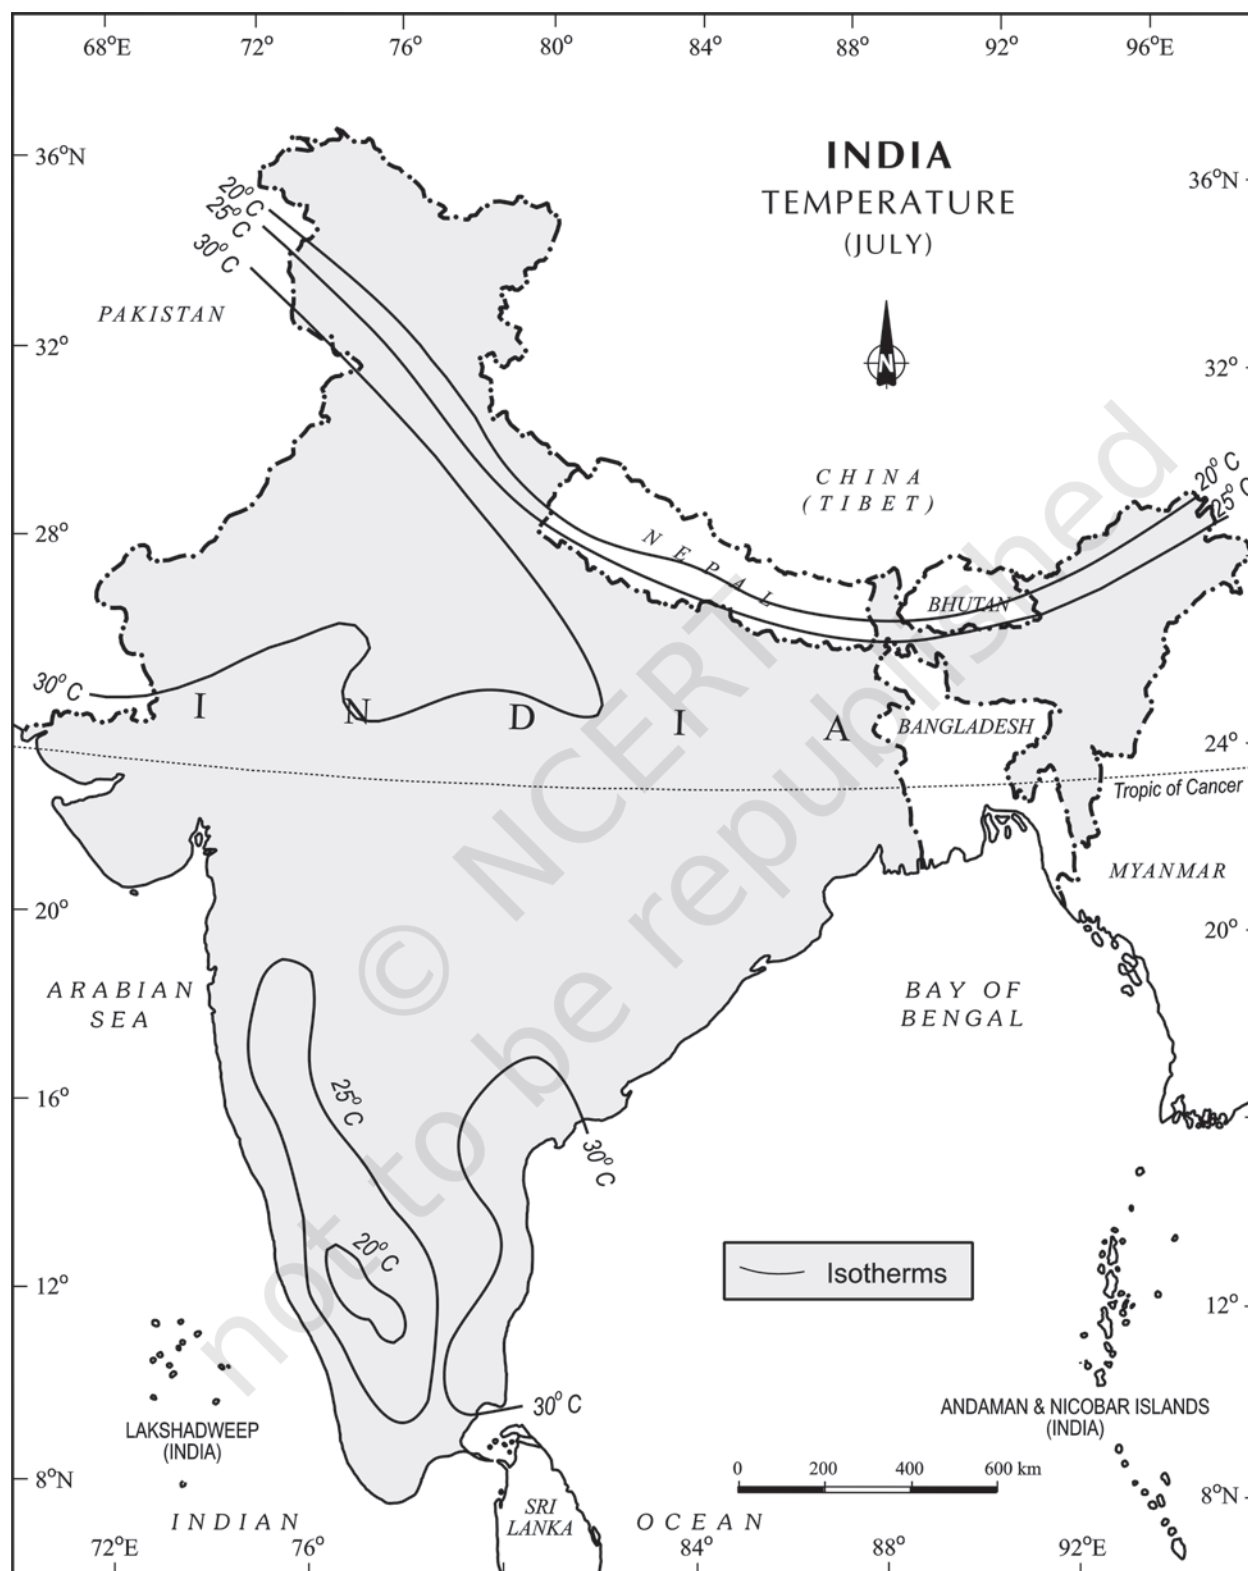 68°E 72° 76° 80° 84° 88° 92° 96°E
INDIA
TEMPERATURE
(JULY)
36°N
36°N
20° C
25° C
30° C
PAKISTAN
N
32°
32°
CHINA
(TIBET)
20° C
25° C
28°
NEPAL
BHUTAN
30° C
I N D I A
BANGLADESH
24°
Tropic of Cancer
MYANMAR
20°
20°
ARABIAN
SEA
BAY OF
BENGAL
25° C
16°
30° C
20° C
Isotherms
12°
12°
30° C
LAKSHADWEEP
(INDIA)
ANDAMAN & NICOBAR ISLANDS
(INDIA)
0 200 400 600 km
8°N
8°N
SRI
LANKA
INDIAN OCEAN
72°E 76° 84° 88° 92°E
© NCERT
not to be republished